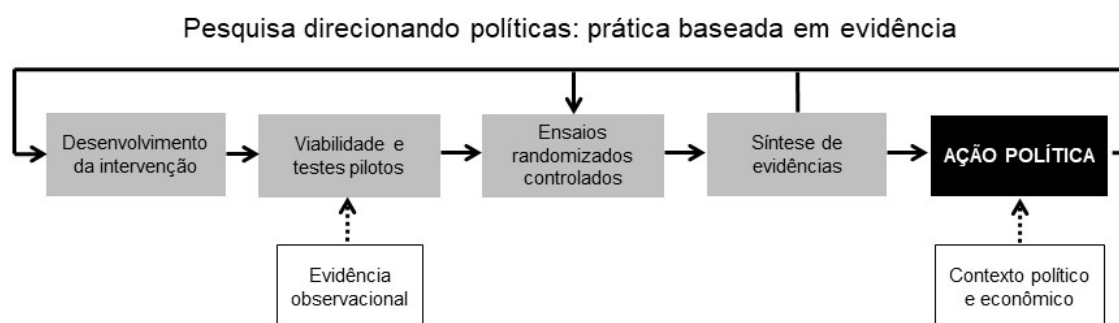 Pesquisa direcionando políticas: prática baseada em evidência
Desenvolvimento
da intervenção
Viabilidade e
testes pilotos
Ensaios
randomizados
controlados
Síntese de
evidências
AÇÃO POLÍTICA
Evidência
observacional
Contexto político
e econômico